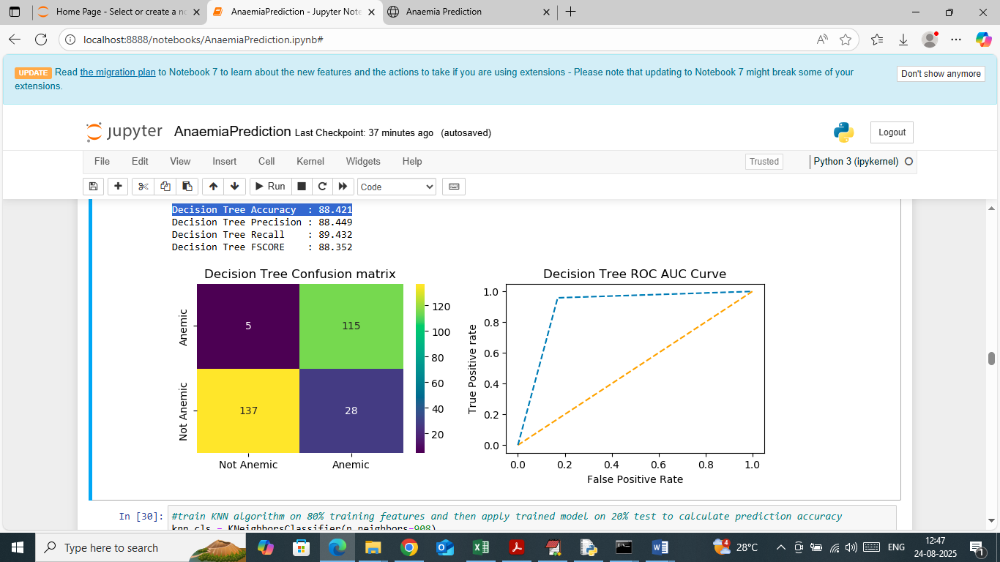 Home Page - Select or create a no
AnaemiaPrediction - Jupyter Note
Anaemia Prediction
localhost:8888/notebooks/AnaemiaPrediction.ipynb#
UPDATE Read the migration plan to Notebook 7 to learn about the new features and the actions to take if you are using extensions - Please note that updating to Notebook 7 might break some of your
extensions.
Don't show anymore
jupyter AnaemiaPrediction Last Checkpoint: 37 minutes ago (autosaved)
Logout
File Edit View Insert Cell Kernel Widgets Help
Trusted
Python 3 (ipykernel)
Run
Code
Decision Tree Accuracy : 88.421
Decision Tree Precision : 88.449
Decision Tree Recall : 89.432
Decision Tree FSCORE : 88.352
Decision Tree Confusion matrix
Anemic
Not Anemic
5
115
137
28
Not Anemic
Anemic
120
100
80
60
40
20
Decision Tree ROC AUC Curve
True Positive rate
1.0
0.8
0.6
0.4
0.2
0.0
0.0 0.2 0.4 0.6 0.8 1.0
False Positive Rate
In [30]: #train KNN algorithm on 80% training features and then apply trained model on 20% test to calculate prediction accuracy
knn_cls = KNeighborsClassifier(n_neighbors=908)
Type here to search
4
28°C
ENG
12:47
24-08-2025
1